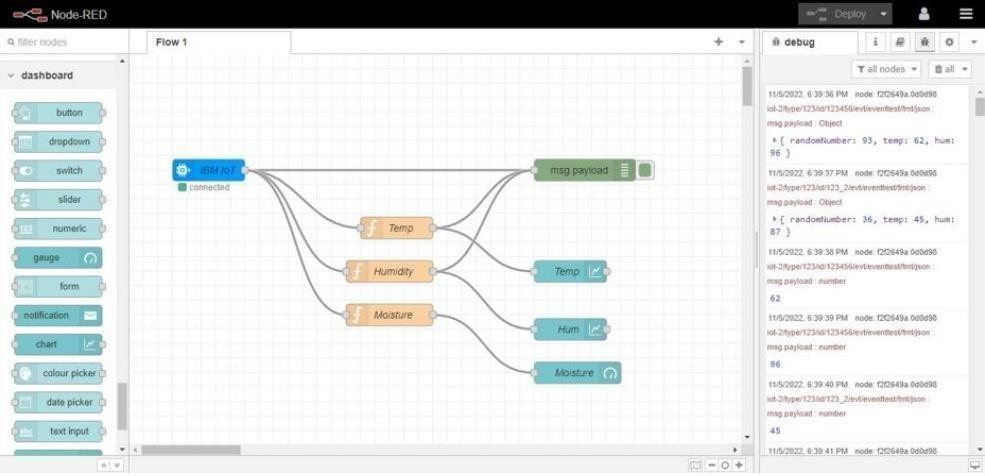 Node-RED
Deploy
filter nodes
Flow 1
debug
i
all nodes
all
dashboard
button
dropdown
switch
slider
123
numeric
gauge
form
notification
chart
colour picker
date picker
abc
text input
IBM IoT
connected
msg.payload
f
Temp
f
Humidity
Temp
f
Moisture
Hum
Moisture
11/5/2022, 6:39:36 PM node: f2f2649a.0d0d98
iot-2/type/123/id/123456/evt/eventtest/fmt/json :
msg.payload : Object
{ randomNumber: 93, temp: 62, hum:
96 }
11/5/2022, 6:39:37 PM node: f2f2649a.0d0d98
iot-2/type/123/id/123_2/evt/eventtest/fmt/json :
msg.payload : Object
{ randomNumber: 36, temp: 45, hum:
87 }
11/5/2022, 6:39:38 PM node: f2f2649a.0d0d98
iot-2/type/123/id/123456/evt/eventtest/fmt/json :
msg.payload : number
62
11/5/2022, 6:39:39 PM node: f2f2649a.0d0d98
iot-2/type/123/id/123456/evt/eventtest/fmt/json :
msg.payload : number
96
11/5/2022, 6:39:40 PM node: f2f2649a.0d0d98
iot-2/type/123/id/123_2/evt/eventtest/fmt/json :
msg.payload : number
45
11/5/2022, 6:39:41 PM node: f2f2649a.0d0d98